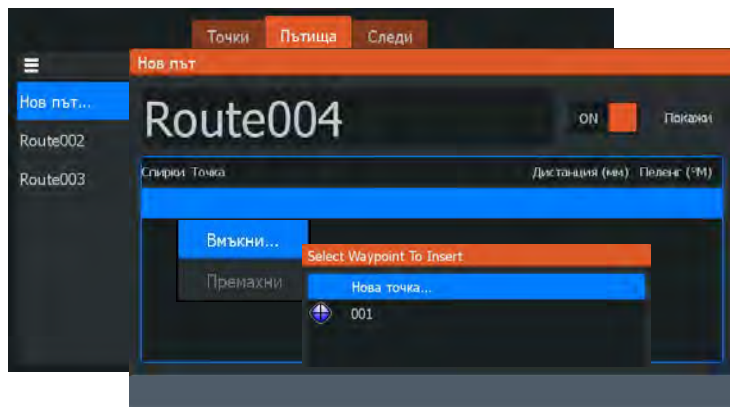 Точки Пътища Следи
Нов път
Нов път...
Route002
Route003
Route004
ON Покажи
Спирки Точка Дистанция (мм) Пеленг (°М)
Вмъкни...
Премахни
Select Waypoint To Insert
Нова точка...
001